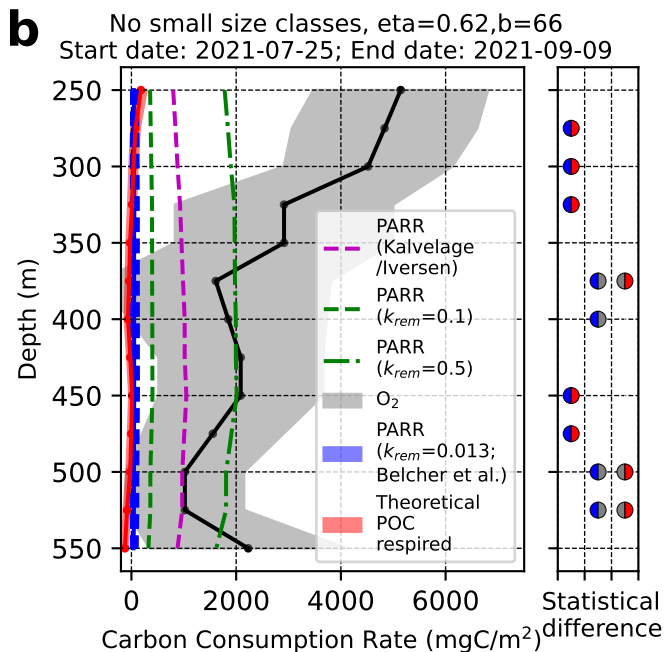 b
No small size classes, eta=0.62,b=66
Start date: 2021-07-25; End date: 2021-09-09
250
300
350
400
450
500
550
Depth (m)
PARR
(Kalvelage
/Iversen)
PARR
(k_rem=0.1)
PARR
(k_rem=0.5)
O₂
PARR
(k_rem=0.013;
Belcher et al.)
Theoretical
POC
respired
0 2000 4000 6000
Carbon Consumption Rate (mgC/m²)
Statistical
difference